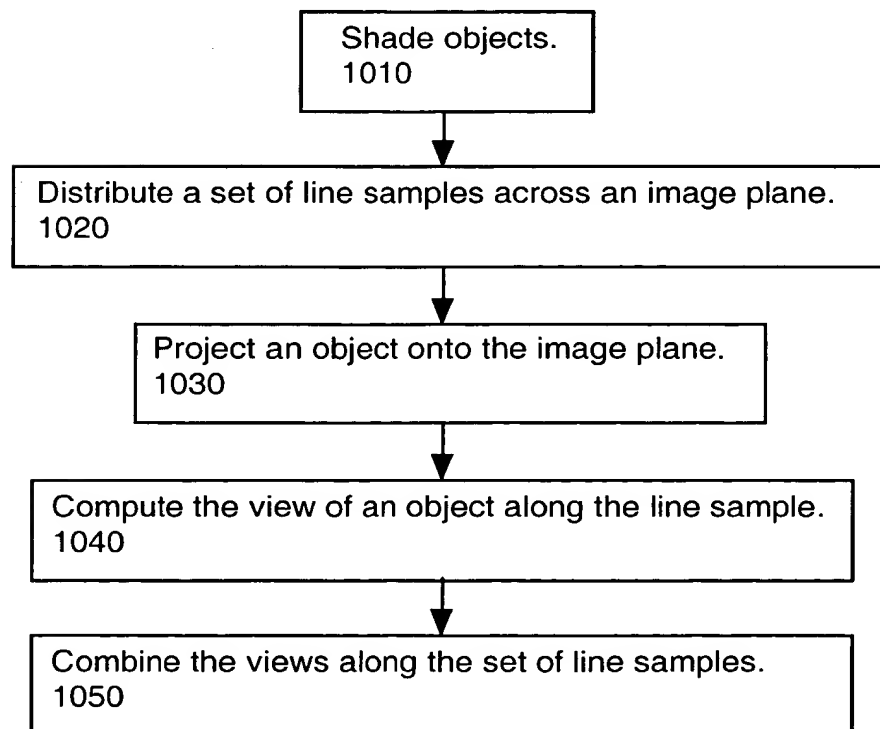 Shade objects.
1010
Distribute a set of line samples across an image plane.
1020
Project an object onto the image plane.
1030
Compute the view of an object along the line sample.
1040
Combine the views along the set of line samples.
1050